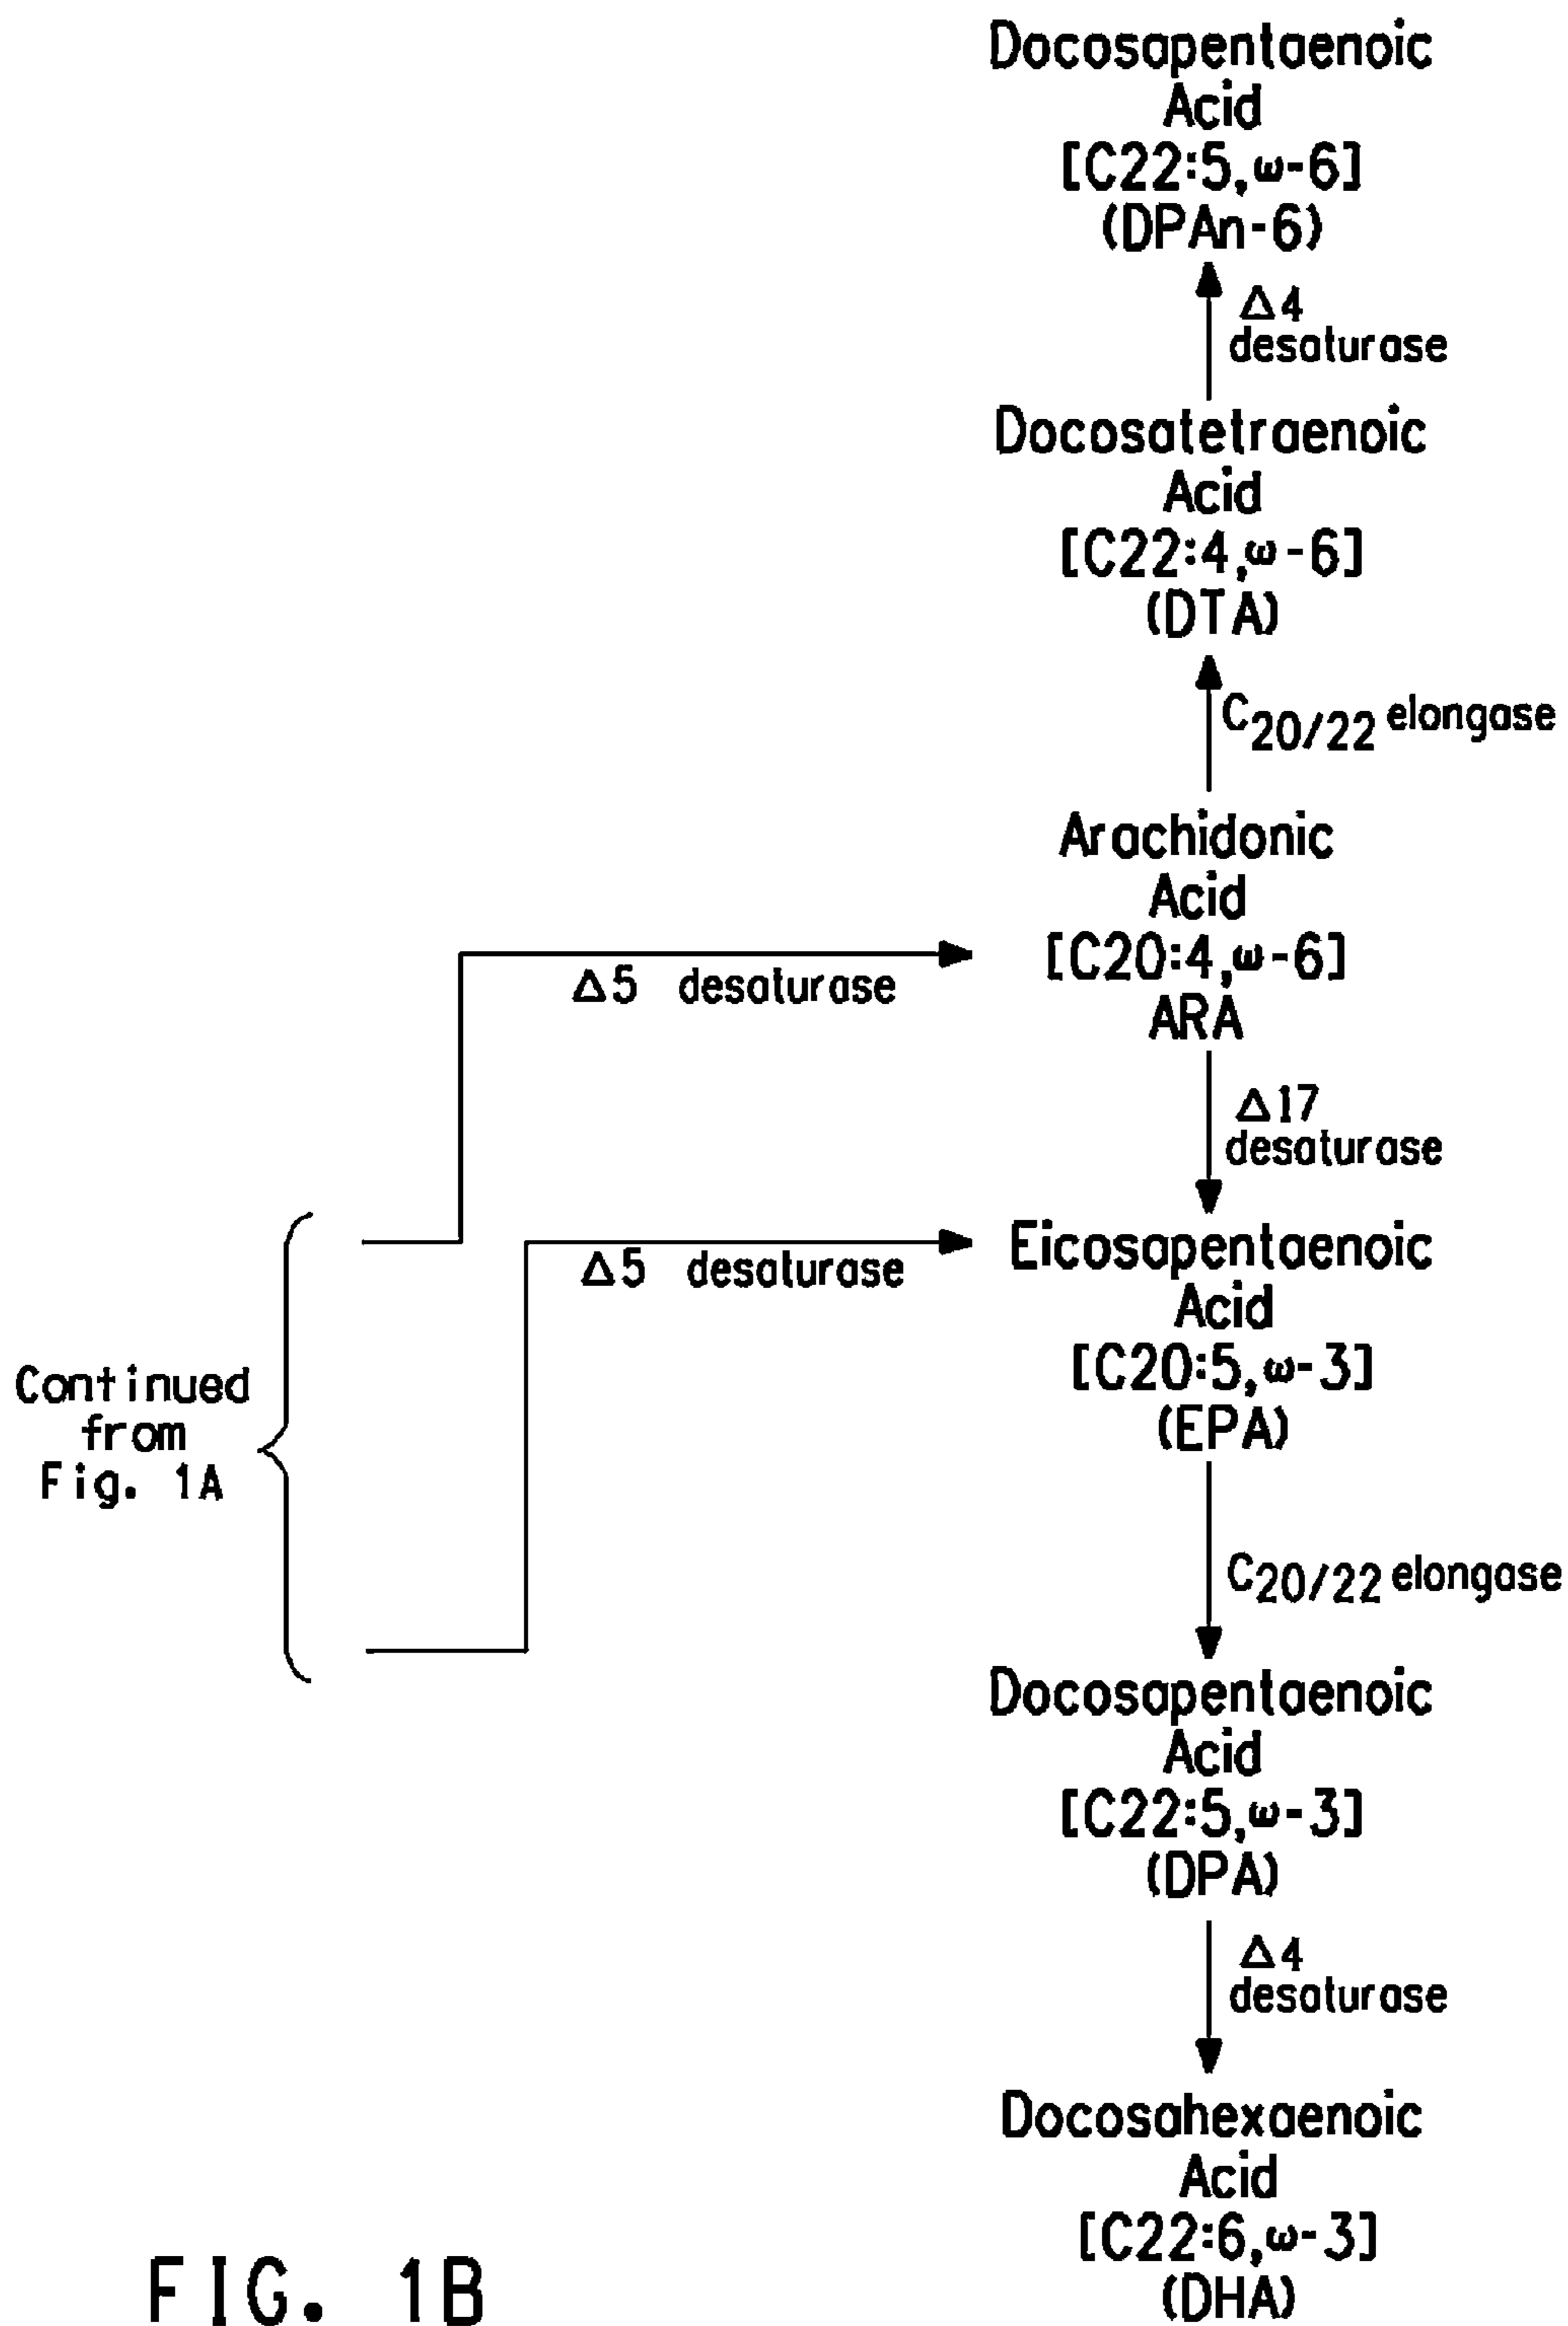 Docosapentaenoic
Acid
[C22:5,ω-6]
(DPAn-6)
Δ4
desaturase
Docosatetraenoic
Acid
[C22:4,ω-6]
(DTA)
C20/22 elongase
Arachidonic
Acid
[C20:4,ω-6]
ARA
Δ5 desaturase
Δ17
desaturase
Eicosapentaenoic
Acid
[C20:5,ω-3]
(EPA)
Δ5 desaturase
Continued
from
Fig. 1A
C20/22 elongase
Docosapentaenoic
Acid
[C22:5,ω-3]
(DPA)
Δ4
desaturase
Docosahexaenoic
Acid
[C22:6,ω-3]
(DHA)
FIG. 1B